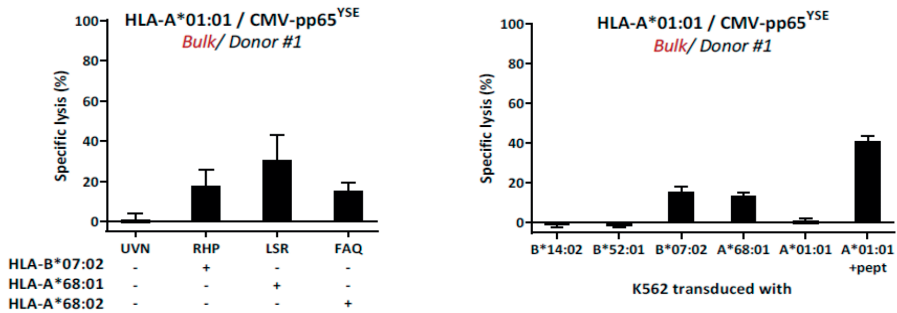 HLA-A*01:01 / CMV-pp65YSE
Bulk/ Donor #1
Specific lysis (%)
100
80
60
40
20
0
UVN RHP LSR FAQ
HLA-B*07:02 - + - -
HLA-A*68:01 - - + -
HLA-A*68:02 - - - +
HLA-A*01:01 / CMV-pp65YSE
Bulk/ Donor #1
Specific lysis (%)
100
80
60
40
20
0
B*14:02 B*52:01 B*07:02 A*68:01 A*01:01 A*01:01
+pept
K562 transduced with